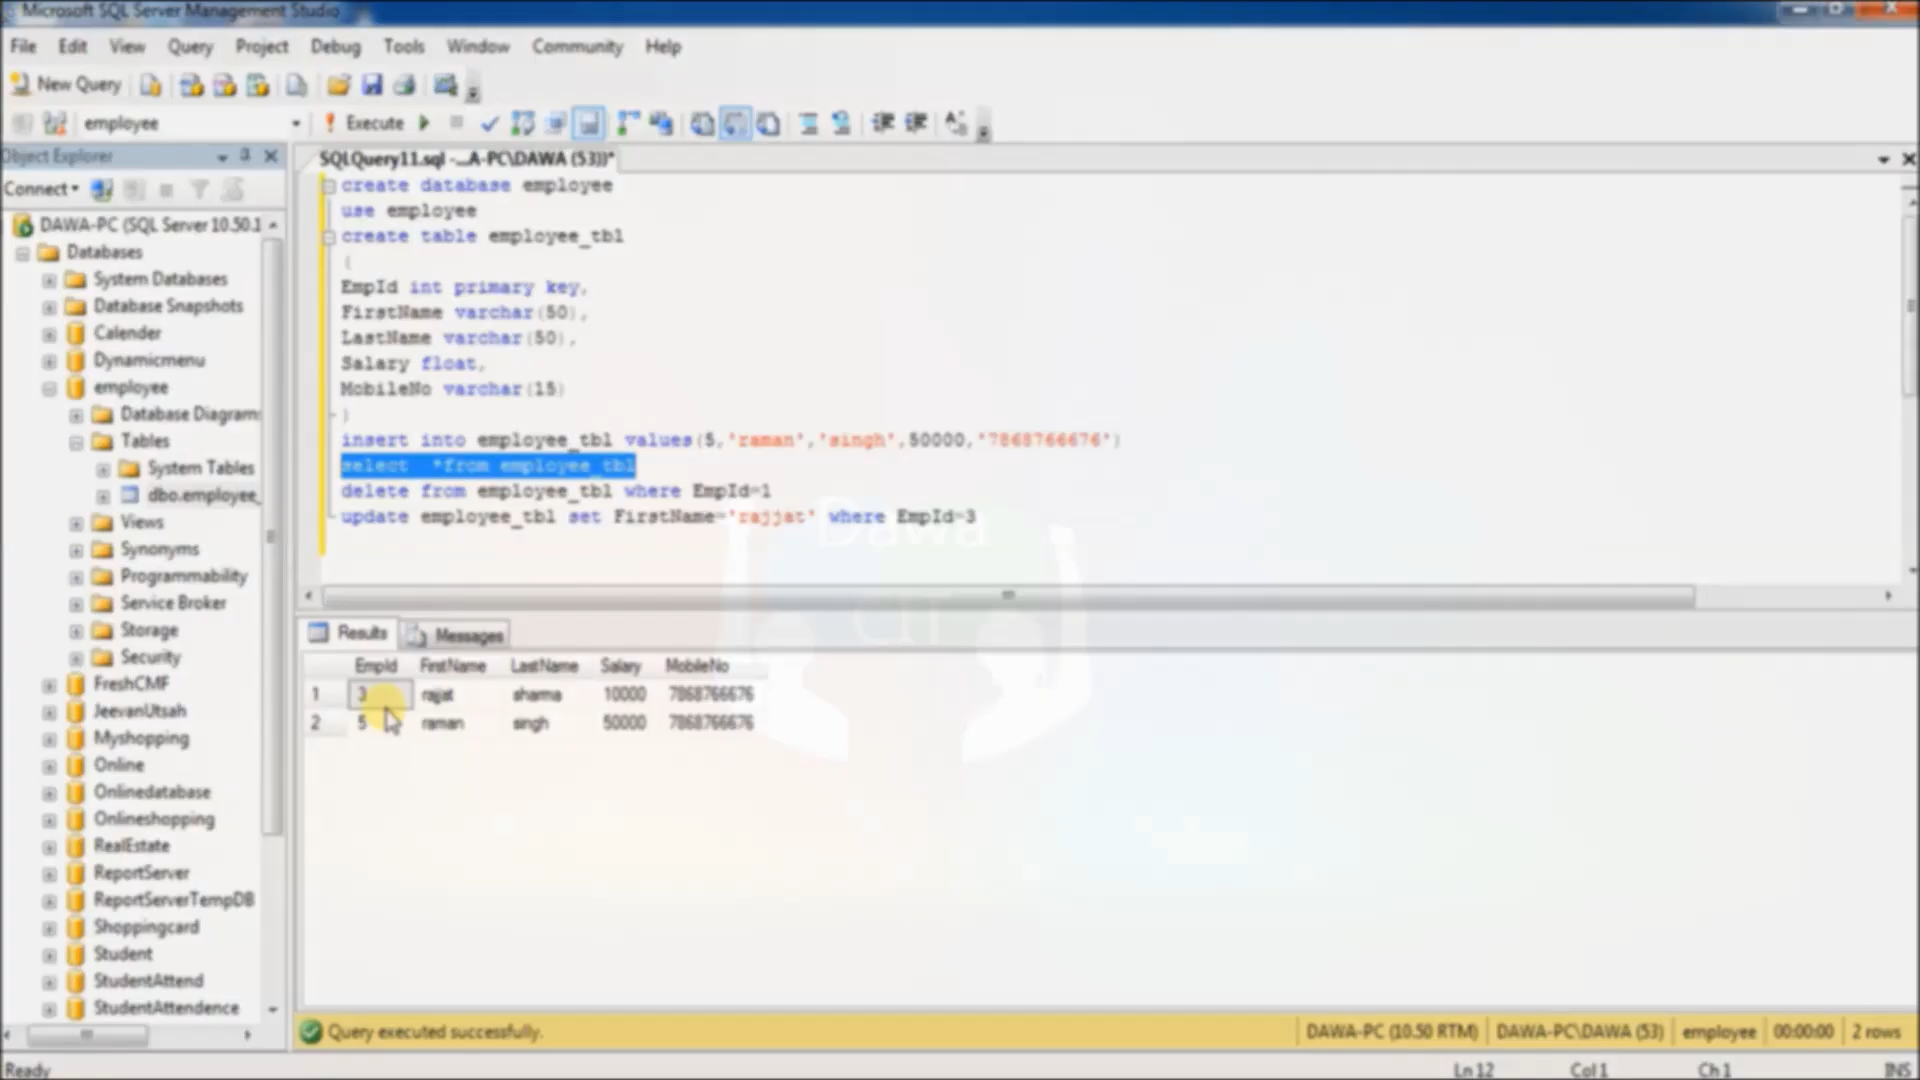 Microsoft SQL Server Management Studio
File Edit View Query Project Debug Tools Window Community Help
New Query
employee Execute
Object Explorer
SQLQuery11.sql -...A-PC\DAWA (53))*
Connect
DAWA-PC (SQL Server 10.50.1
Databases
System Databases
Database Snapshots
Calender
Dynamicmenu
employee
Database Diagram
Tables
System Tables
dbo.employee_
Views
Synonyms
Programmability
Service Broker
Storage
Security
FreshCMF
JeevanUtsah
Myshopping
Online
Onlinedatabase
Onlineshopping
RealEstate
ReportServer
ReportServerTempDB
Shoppingcard
Student
StudentAttend
StudentAttendence
create database employee
use employee
create table employee_tbl
(
EmpId int primary key,
FirstName varchar(50),
LastName varchar(50),
Salary float,
MobileNo varchar(15)
)
insert into employee_tbl values(5,'raman','singh',50000,'7868766676')
select *from employee_tbl
delete from employee_tbl where EmpId=1
update employee_tbl set FirstName='rajjat' where EmpId=3
Dawa
Results Messages
EmpId FirstName LastName Salary MobileNo
1 3 rajjat sharma 10000 7868766676
2 5 raman singh 50000 7868766676
Query executed successfully.
DAWA-PC (10.50 RTM) DAWA-PC\DAWA (53) employee 00:00:00 2 rows
Ready Ln 12 Col 1 Ch 1 INS